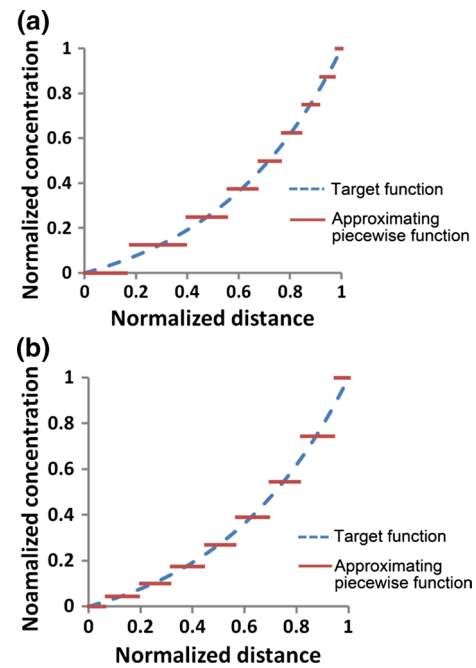 (a)
Normalized concentration
1
0.8
0.6
0.4
0.2
0
0 0.2 0.4 0.6 0.8 1
Normalized distance
Target function
Approximating
piecewise function
(b)
Noamalized concentration
1
0.8
0.6
0.4
0.2
0
0 0.2 0.4 0.6 0.8 1
Normalized distance
Target function
Approximating
piecewise function